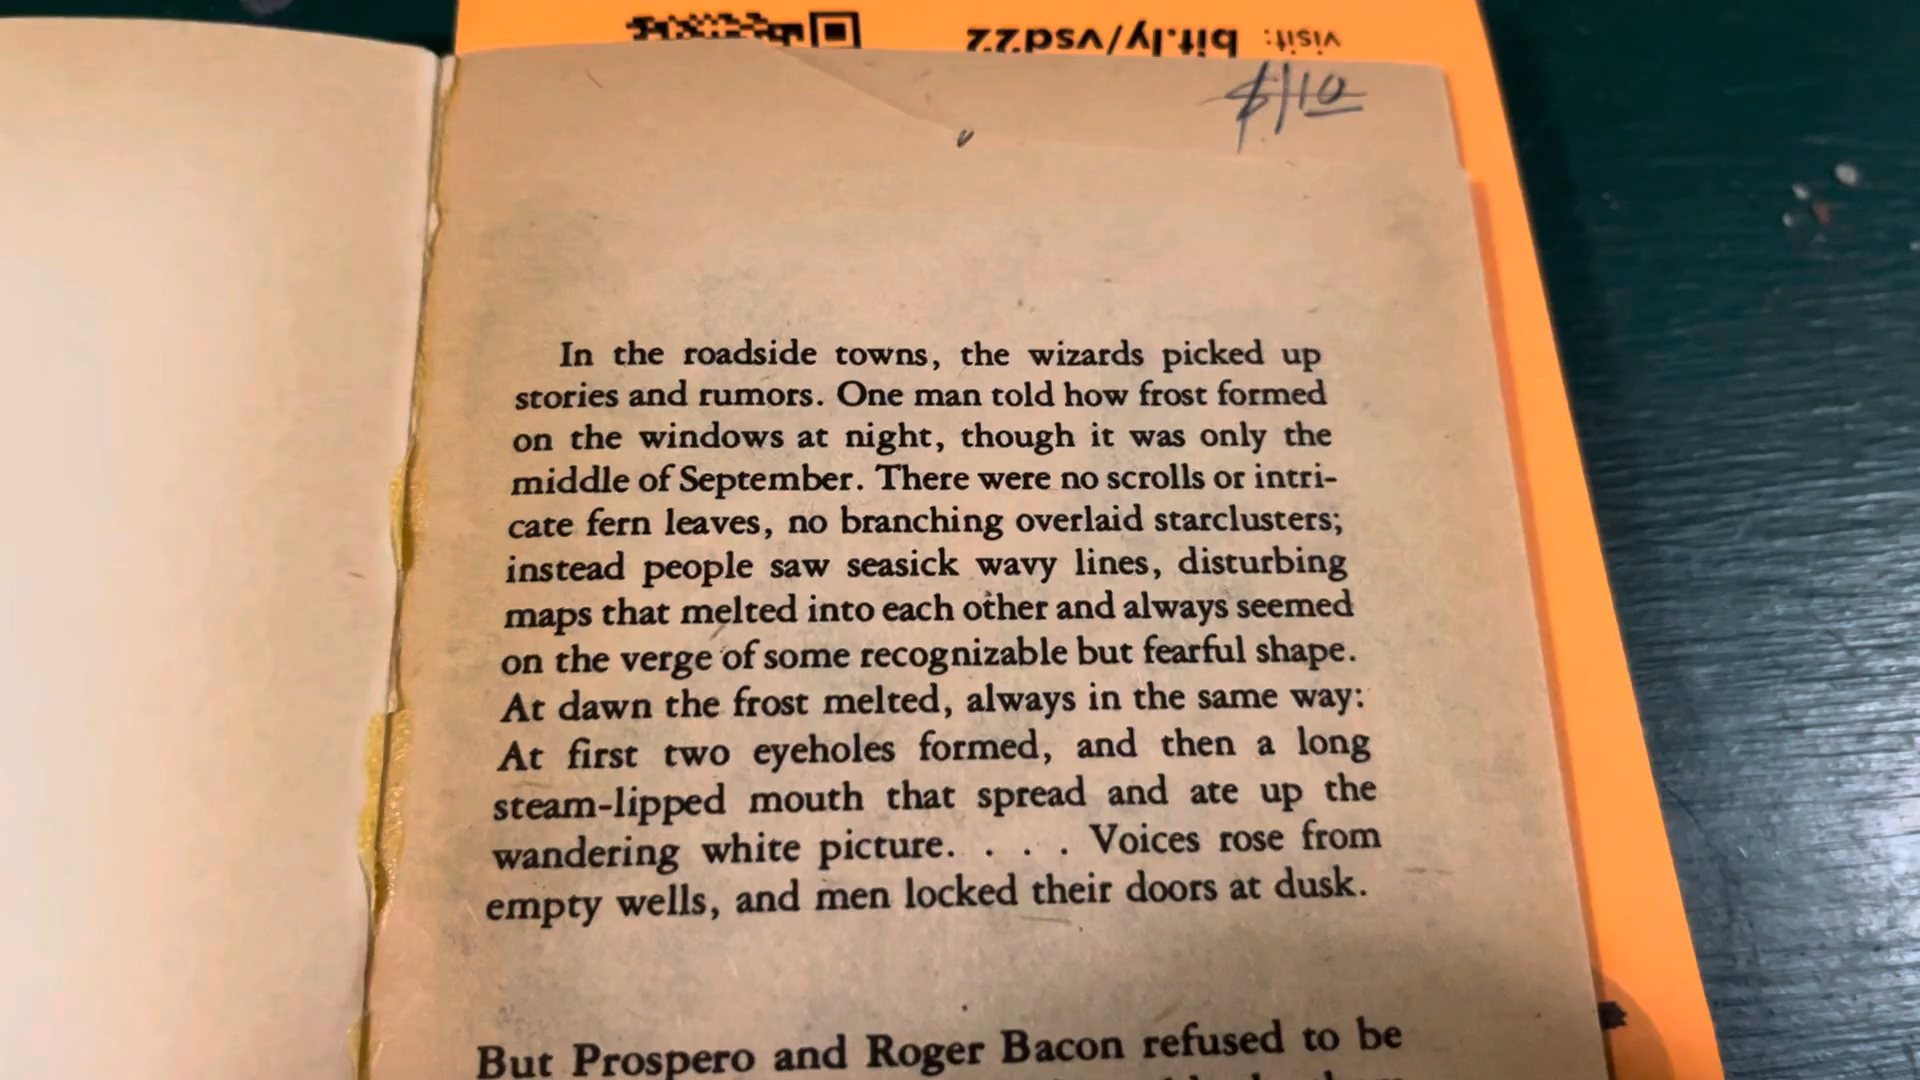 visit: bit.ly/vsd22
$/10
In the roadside towns, the wizards picked up
stories and rumors. One man told how frost formed
on the windows at night, though it was only the
middle of September. There were no scrolls or intri-
cate fern leaves, no branching overlaid starclusters;
instead people saw seasick wavy lines, disturbing
maps that melted into each other and always seemed
on the verge of some recognizable but fearful shape.
At dawn the frost melted, always in the same way:
At first two eyeholes formed, and then a long
steam-lipped mouth that spread and ate up the
wandering white picture. . . . Voices rose from
empty wells, and men locked their doors at dusk.
But Prospero and Roger Bacon refused to be